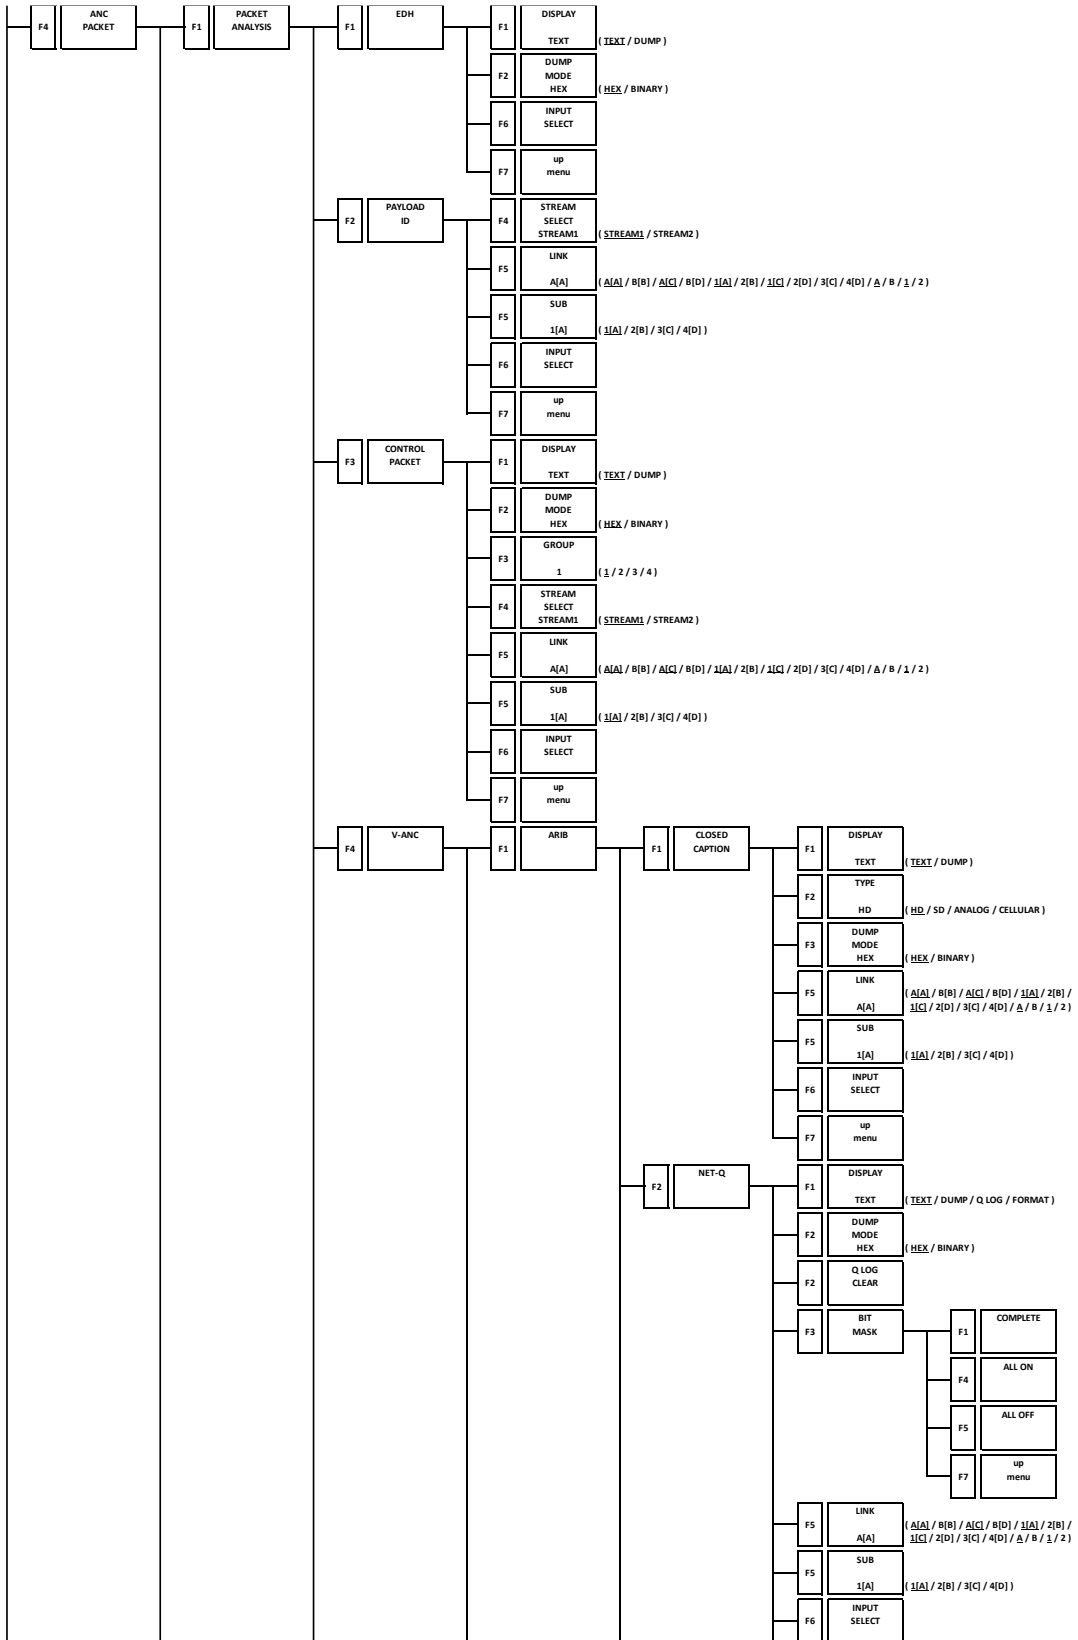 F4
ANC
PACKET
F1
PACKET
ANALYSIS
F1
EDH
F1
DISPLAY
TEXT
( TEXT / DUMP )
F2
DUMP
MODE
HEX
( HEX / BINARY )
F6
INPUT
SELECT
F7
up
menu
F2
PAYLOAD
ID
F4
STREAM
SELECT
STREAM1
( STREAM1 / STREAM2 )
F5
LINK
A[A]
( A[A] / B[B] / A[C] / B[D] / 1[A] / 2[B] / 1[C] / 2[D] / 3[C] / 4[D] / A / B / 1 / 2 )
F5
SUB
1[A]
( 1[A] / 2[B] / 3[C] / 4[D] )
F6
INPUT
SELECT
F7
up
menu
F3
CONTROL
PACKET
F1
DISPLAY
TEXT
( TEXT / DUMP )
F2
DUMP
MODE
HEX
( HEX / BINARY )
F3
GROUP
1
( 1 / 2 / 3 / 4 )
F4
STREAM
SELECT
STREAM1
( STREAM1 / STREAM2 )
F5
LINK
A[A]
( A[A] / B[B] / A[C] / B[D] / 1[A] / 2[B] / 1[C] / 2[D] / 3[C] / 4[D] / A / B / 1 / 2 )
F5
SUB
1[A]
( 1[A] / 2[B] / 3[C] / 4[D] )
F6
INPUT
SELECT
F7
up
menu
F4
V-ANC
F1
ARIB
F1
CLOSED
CAPTION
F1
DISPLAY
TEXT
( TEXT / DUMP )
F2
TYPE
HD
( HD / SD / ANALOG / CELLULAR )
F3
DUMP
MODE
HEX
( HEX / BINARY )
F5
LINK
A[A]
( A[A] / B[B] / A[C] / B[D] / 1[A] / 2[B] /
1[C] / 2[D] / 3[C] / 4[D] / A / B / 1 / 2 )
F5
SUB
1[A]
( 1[A] / 2[B] / 3[C] / 4[D] )
F6
INPUT
SELECT
F7
up
menu
F2
NET-Q
F1
DISPLAY
TEXT
( TEXT / DUMP / Q LOG / FORMAT )
F2
DUMP
MODE
HEX
( HEX / BINARY )
F2
Q LOG
CLEAR
F3
BIT
MASK
F1
COMPLETE
F4
ALL ON
F5
ALL OFF
F7
up
menu
F5
LINK
A[A]
( A[A] / B[B] / A[C] / B[D] / 1[A] / 2[B] /
1[C] / 2[D] / 3[C] / 4[D] / A / B / 1 / 2 )
F5
SUB
1[A]
( 1[A] / 2[B] / 3[C] / 4[D] )
F6
INPUT
SELECT